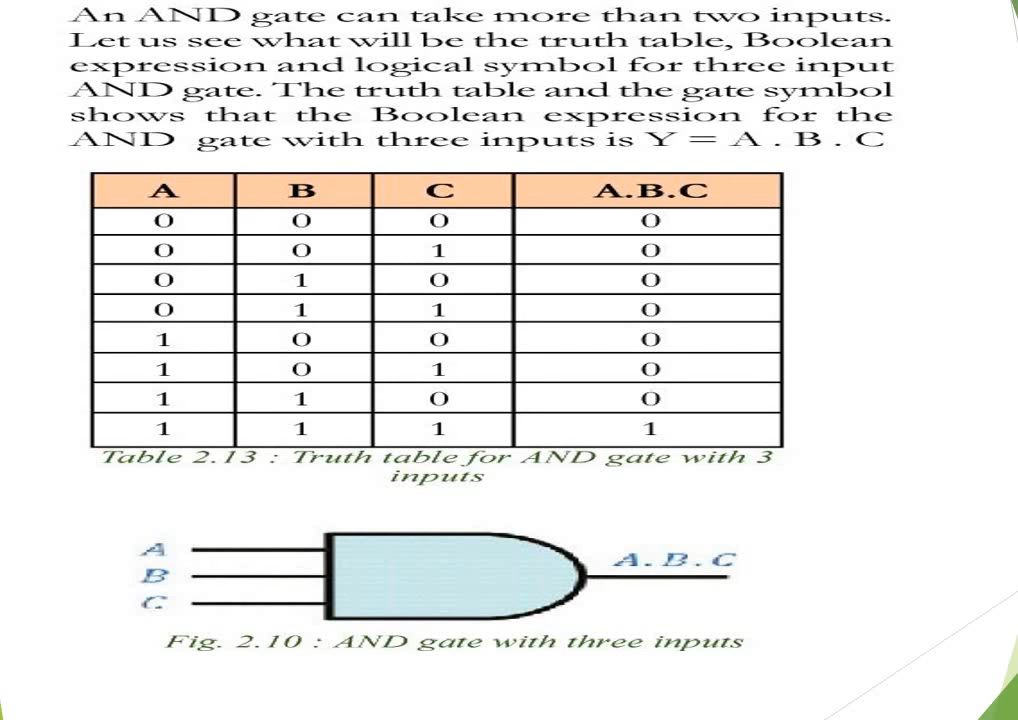 An AND gate can take more than two inputs.
Let us see what will be the truth table, Boolean
expression and logical symbol for three input
AND gate. The truth table and the gate symbol
shows that the Boolean expression for the
AND gate with three inputs is Y = A . B . C
A B C A.B.C
0 0 0 0
0 0 1 0
0 1 0 0
0 1 1 0
1 0 0 0
1 0 1 0
1 1 0 0
1 1 1 1
Table 2.13 : Truth table for AND gate with 3
inputs
A
A . B . C
B
C
Fig. 2.10 : AND gate with three inputs